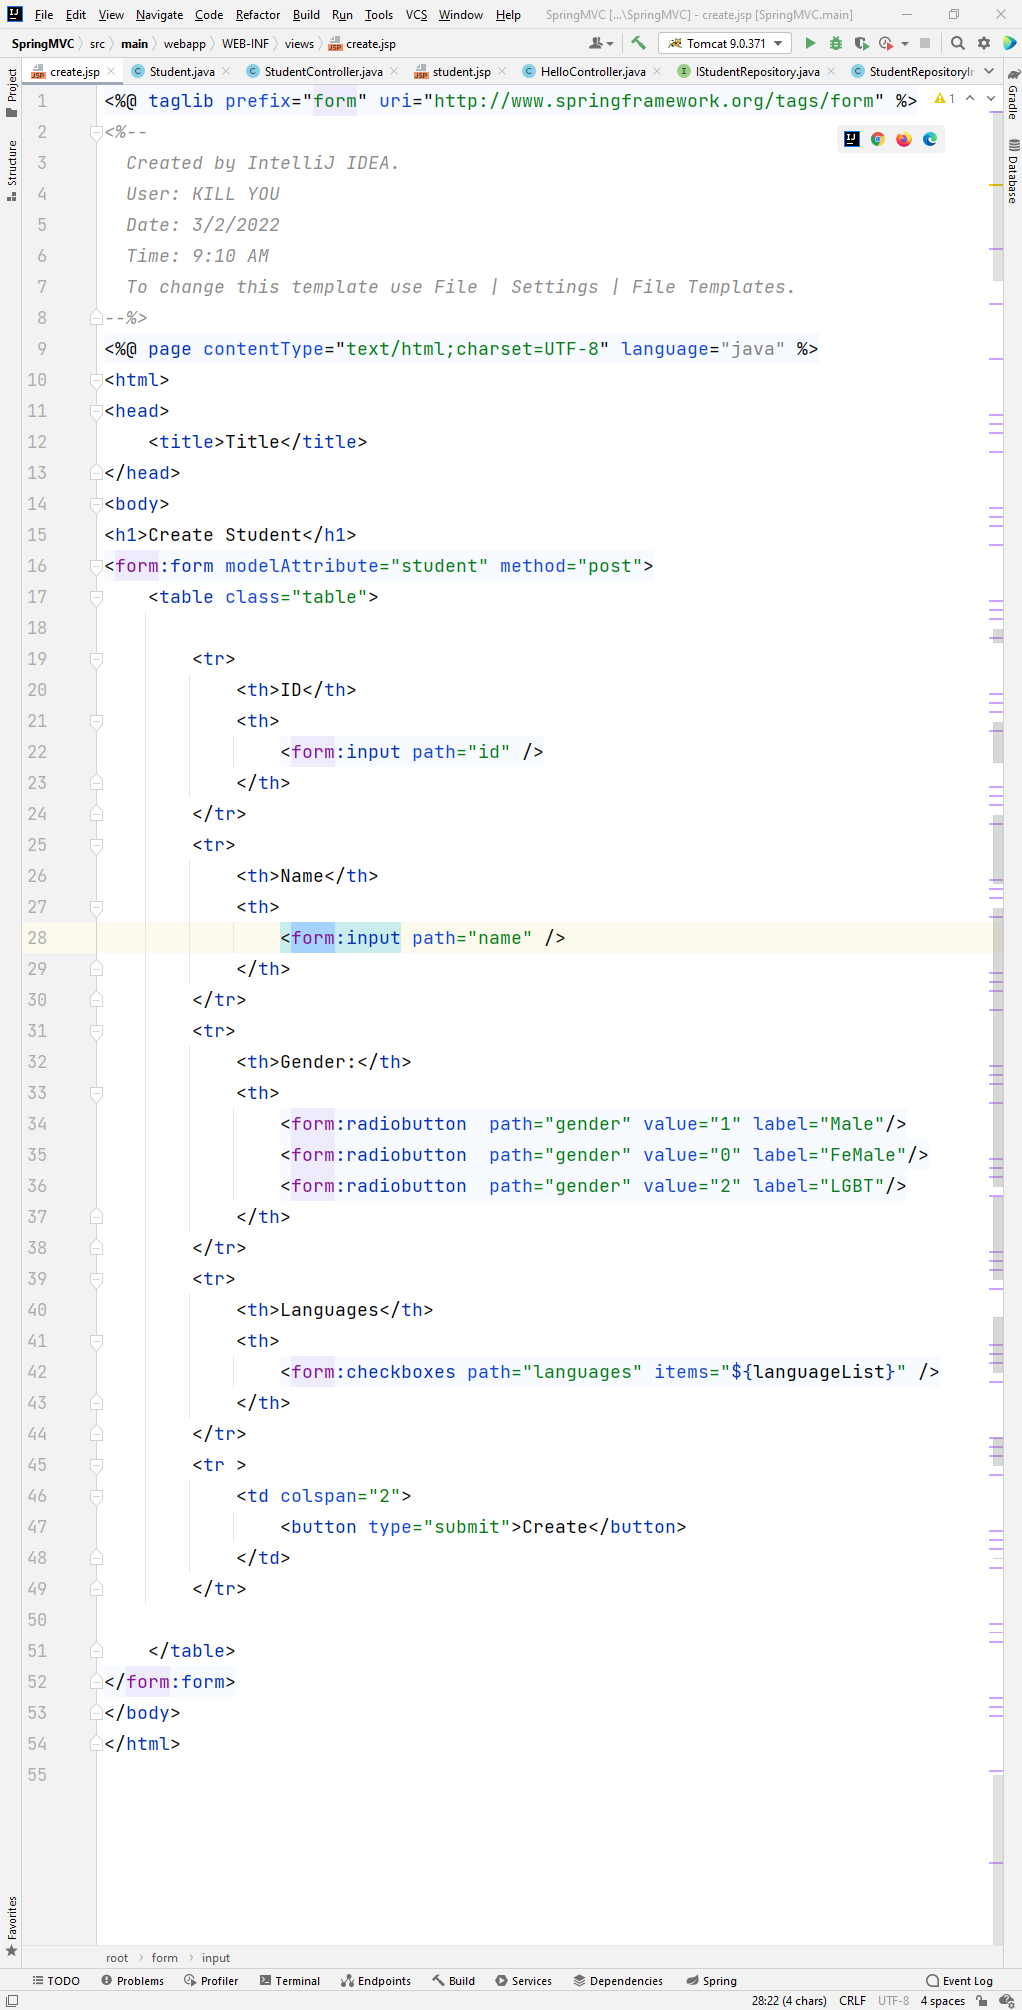 File Edit View Navigate Code Refactor Build Run Tools VCS Window Help SpringMVC [...\SpringMVC] - create.jsp [SpringMVC.main]
SpringMVC src main webapp WEB-INF views create.jsp Tomcat 9.0.371
create.jsp Student.java StudentController.java student.jsp HelloController.java IStudentRepository.java StudentRepositoryIr
Project
Structure
Favorites
Gradle
Database
1 <%@ taglib prefix="form" uri="http://www.springframework.org/tags/form" %> 1
2 <%--
3 Created by IntelliJ IDEA.
4 User: KILL YOU
5 Date: 3/2/2022
6 Time: 9:10 AM
7 To change this template use File | Settings | File Templates.
8 --%>
9 <%@ page contentType="text/html;charset=UTF-8" language="java" %>
10 <html>
11 <head>
12 <title>Title</title>
13 </head>
14 <body>
15 <h1>Create Student</h1>
16 <form:form modelAttribute="student" method="post">
17 <table class="table">
18
19 <tr>
20 <th>ID</th>
21 <th>
22 <form:input path="id" />
23 </th>
24 </tr>
25 <tr>
26 <th>Name</th>
27 <th>
28 <form:input path="name" />
29 </th>
30 </tr>
31 <tr>
32 <th>Gender:</th>
33 <th>
34 <form:radiobutton  path="gender" value="1" label="Male"/>
35 <form:radiobutton  path="gender" value="0" label="FeMale"/>
36 <form:radiobutton  path="gender" value="2" label="LGBT"/>
37 </th>
38 </tr>
39 <tr>
40 <th>Languages</th>
41 <th>
42 <form:checkboxes path="languages" items="${languageList}" />
43 </th>
44 </tr>
45 <tr >
46 <td colspan="2">
47 <button type="submit">Create</button>
48 </td>
49 </tr>
50
51 </table>
52 </form:form>
53 </body>
54 </html>
55
root form input
TODO Problems Profiler Terminal Endpoints Build Services Dependencies Spring Event Log
28:22 (4 chars) CRLF UTF-8 4 spaces